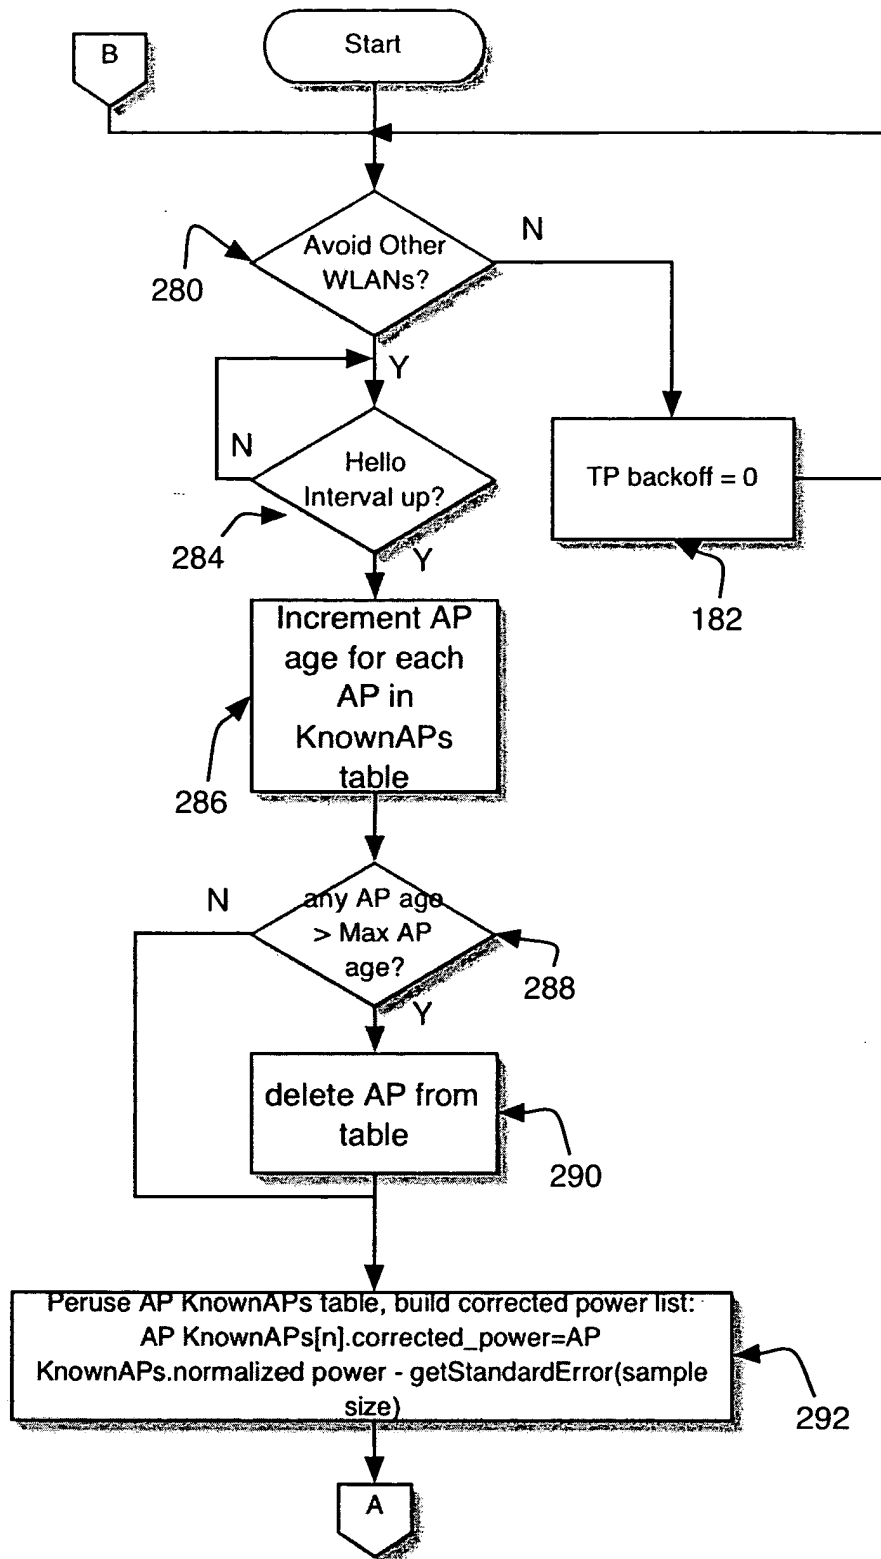 B
Start
Avoid Other
WLANs?
N
280
Y
N
Hello
Interval up?
TP backoff = 0
284
Y
182
Increment AP
age for each
AP in
KnownAPs
table
286
N
any AP age
> Max AP
age?
288
Y
delete AP from
table
290
Peruse AP KnownAPs table, build corrected power list:
AP KnownAPs[n].corrected_power=AP
KnownAPs.normalized power - getStandardError(sample
size)
292
A